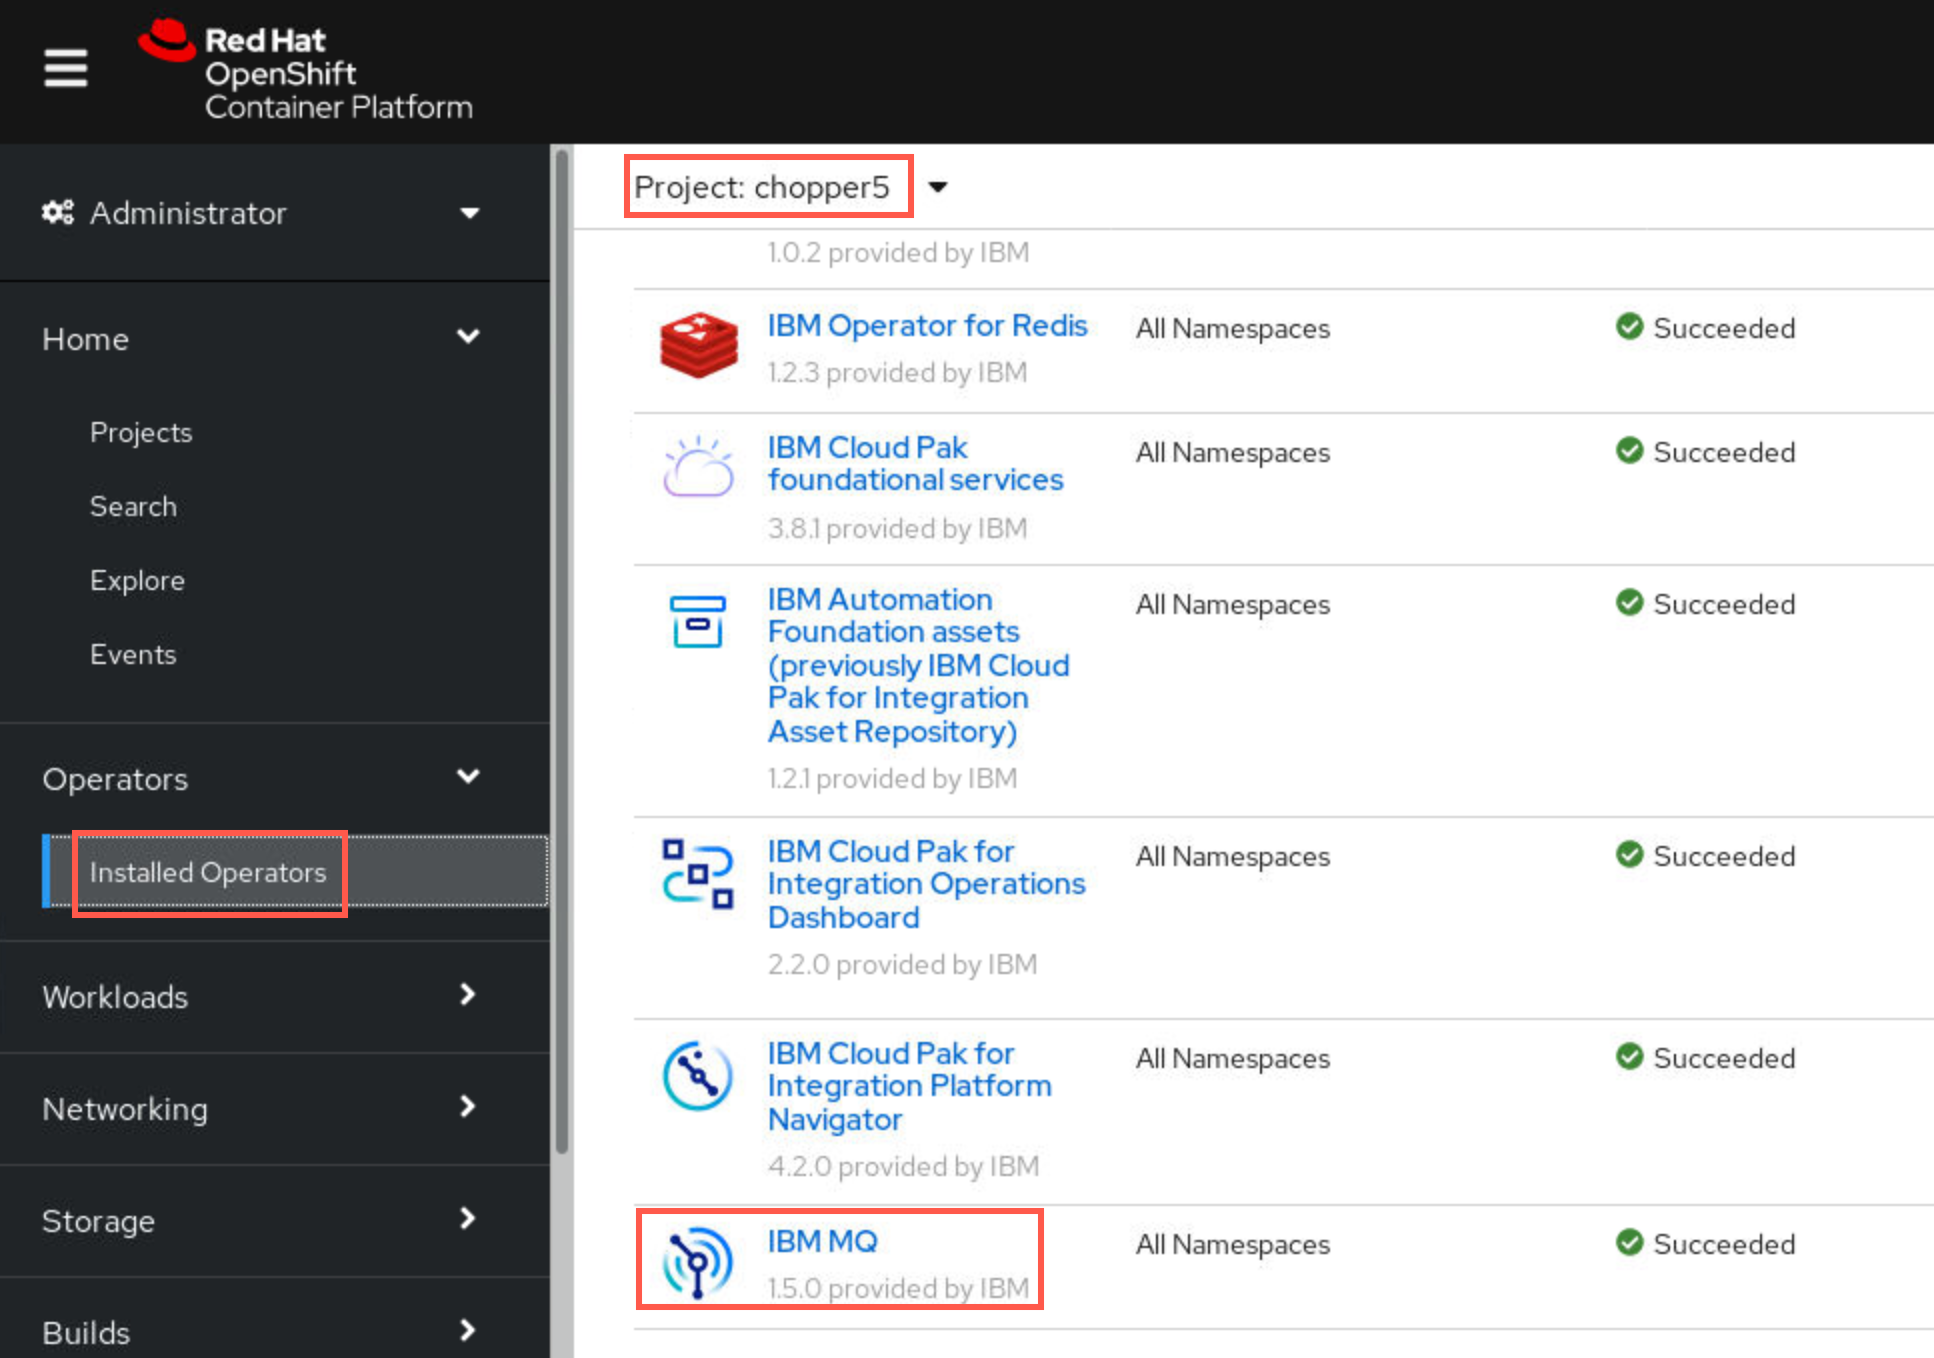 Red Hat
OpenShift
Container Platform
Administrator
Home
Projects
Search
Explore
Events
Operators
Installed Operators
Workloads
Networking
Storage
Builds
Project: chopper5
1.0.2 provided by IBM
IBM Operator for Redis All Namespaces Succeeded
1.2.3 provided by IBM
IBM Cloud Pak All Namespaces Succeeded
foundational services
3.8.1 provided by IBM
IBM Automation All Namespaces Succeeded
Foundation assets
(previously IBM Cloud
Pak for Integration
Asset Repository)
1.2.1 provided by IBM
IBM Cloud Pak for All Namespaces Succeeded
Integration Operations
Dashboard
2.2.0 provided by IBM
IBM Cloud Pak for All Namespaces Succeeded
Integration Platform
Navigator
4.2.0 provided by IBM
IBM MQ All Namespaces Succeeded
1.5.0 provided by IBM